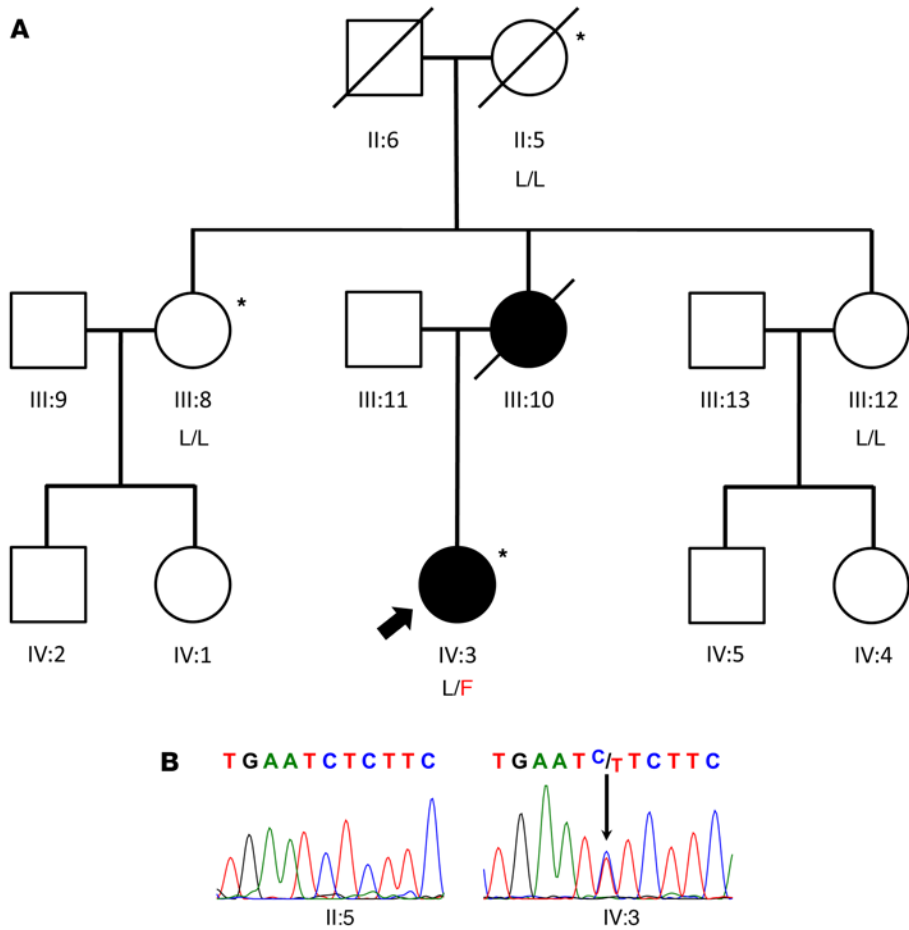 A
*
II:6 II:5
L/L
*
III:9 III:8 III:11 III:10 III:13 III:12
L/L L/L
*
IV:2 IV:1 IV:3 IV:5 IV:4
L/F
B TGAATCTCTTC TGAATC/TTCTTC
II:5 IV:3